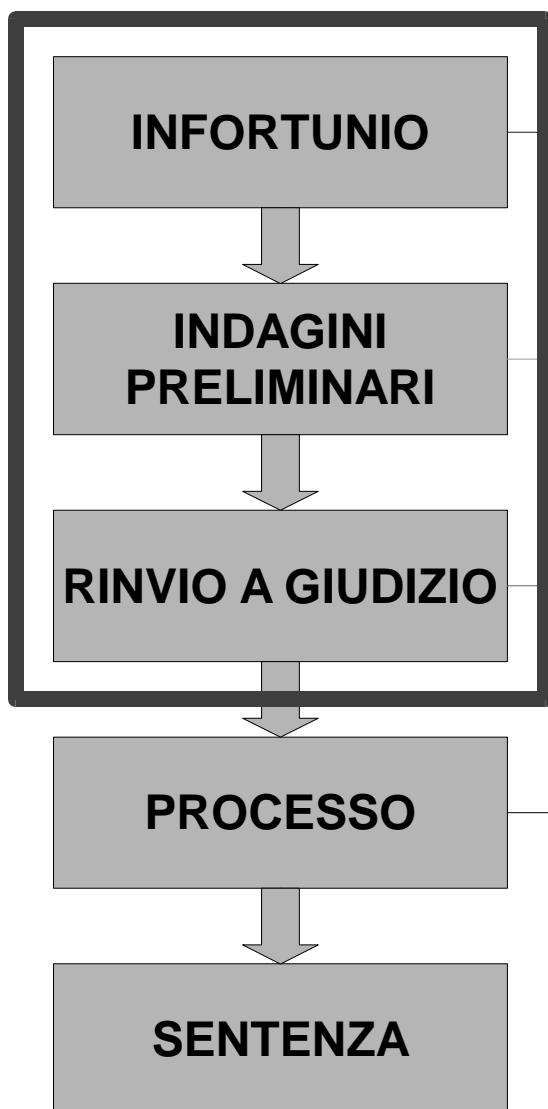 INFORTUNIO
INDAGINI
PRELIMINARI
RINVIO A GIUDIZIO
PROCESSO
SENTENZA